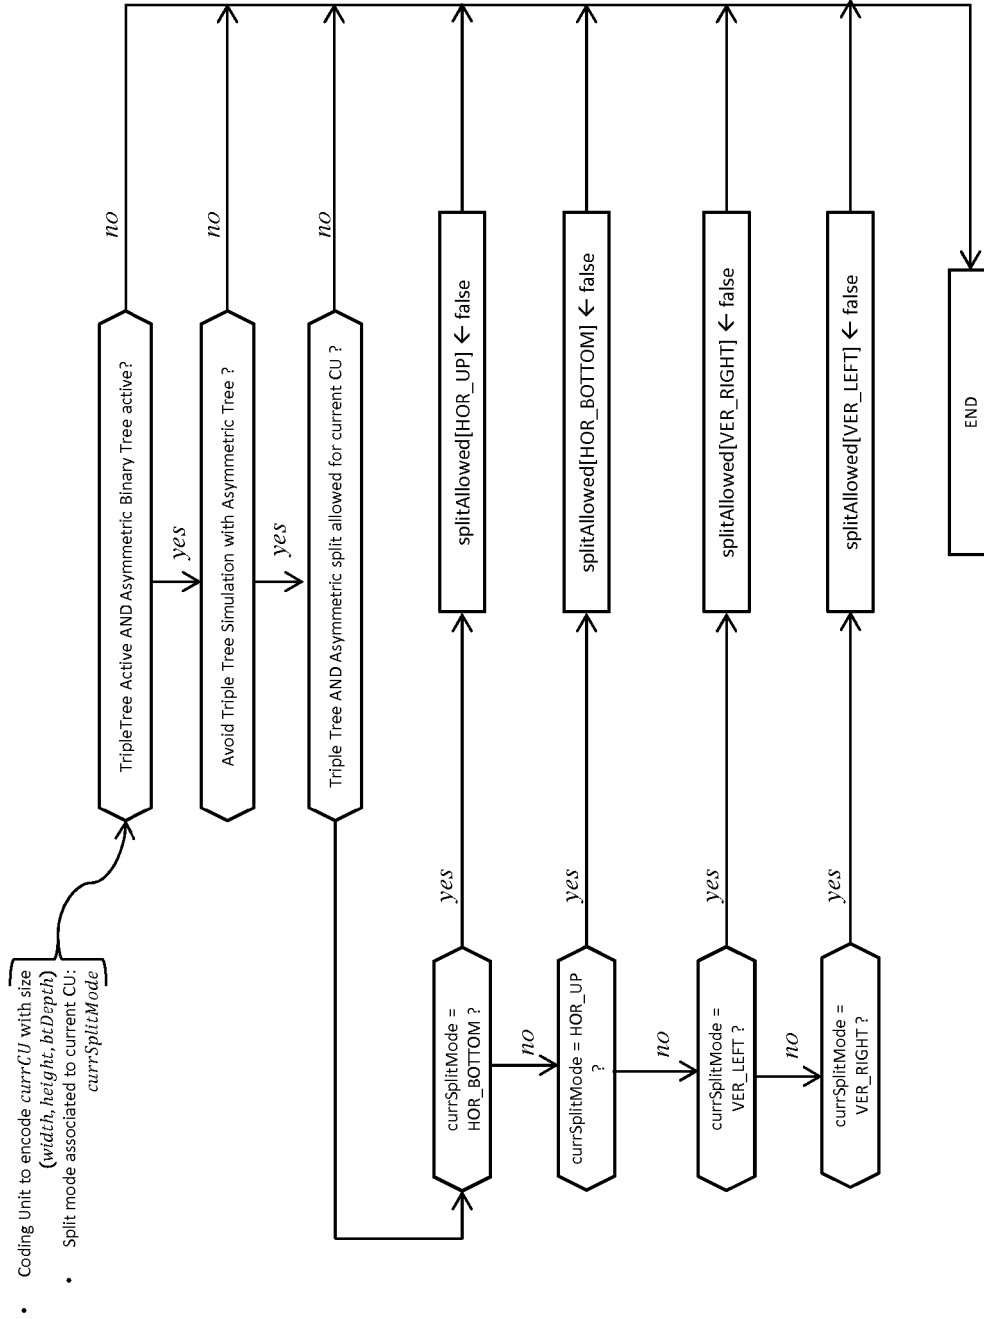 • Coding Unit to encode currCU with size
(width, height, btDepth)
• Split mode associated to current CU:
currSplitMode
TripleTree Active AND Asymmetric Binary Tree active?
no
yes
Avoid Triple Tree Simulation with Asymmetric Tree ?
no
yes
Triple Tree AND Asymmetric split allowed for current CU ?
no
currSplitMode =
HOR_BOTTOM ?
yes
splitAllowed[HOR_UP] ← false
no
currSplitMode = HOR_UP
?
yes
splitAllowed[HOR_BOTTOM] ← false
no
currSplitMode =
VER_LEFT ?
yes
splitAllowed[VER_RIGHT] ← false
no
currSplitMode =
VER_RIGHT ?
yes
splitAllowed[VER_LEFT] ← false
END